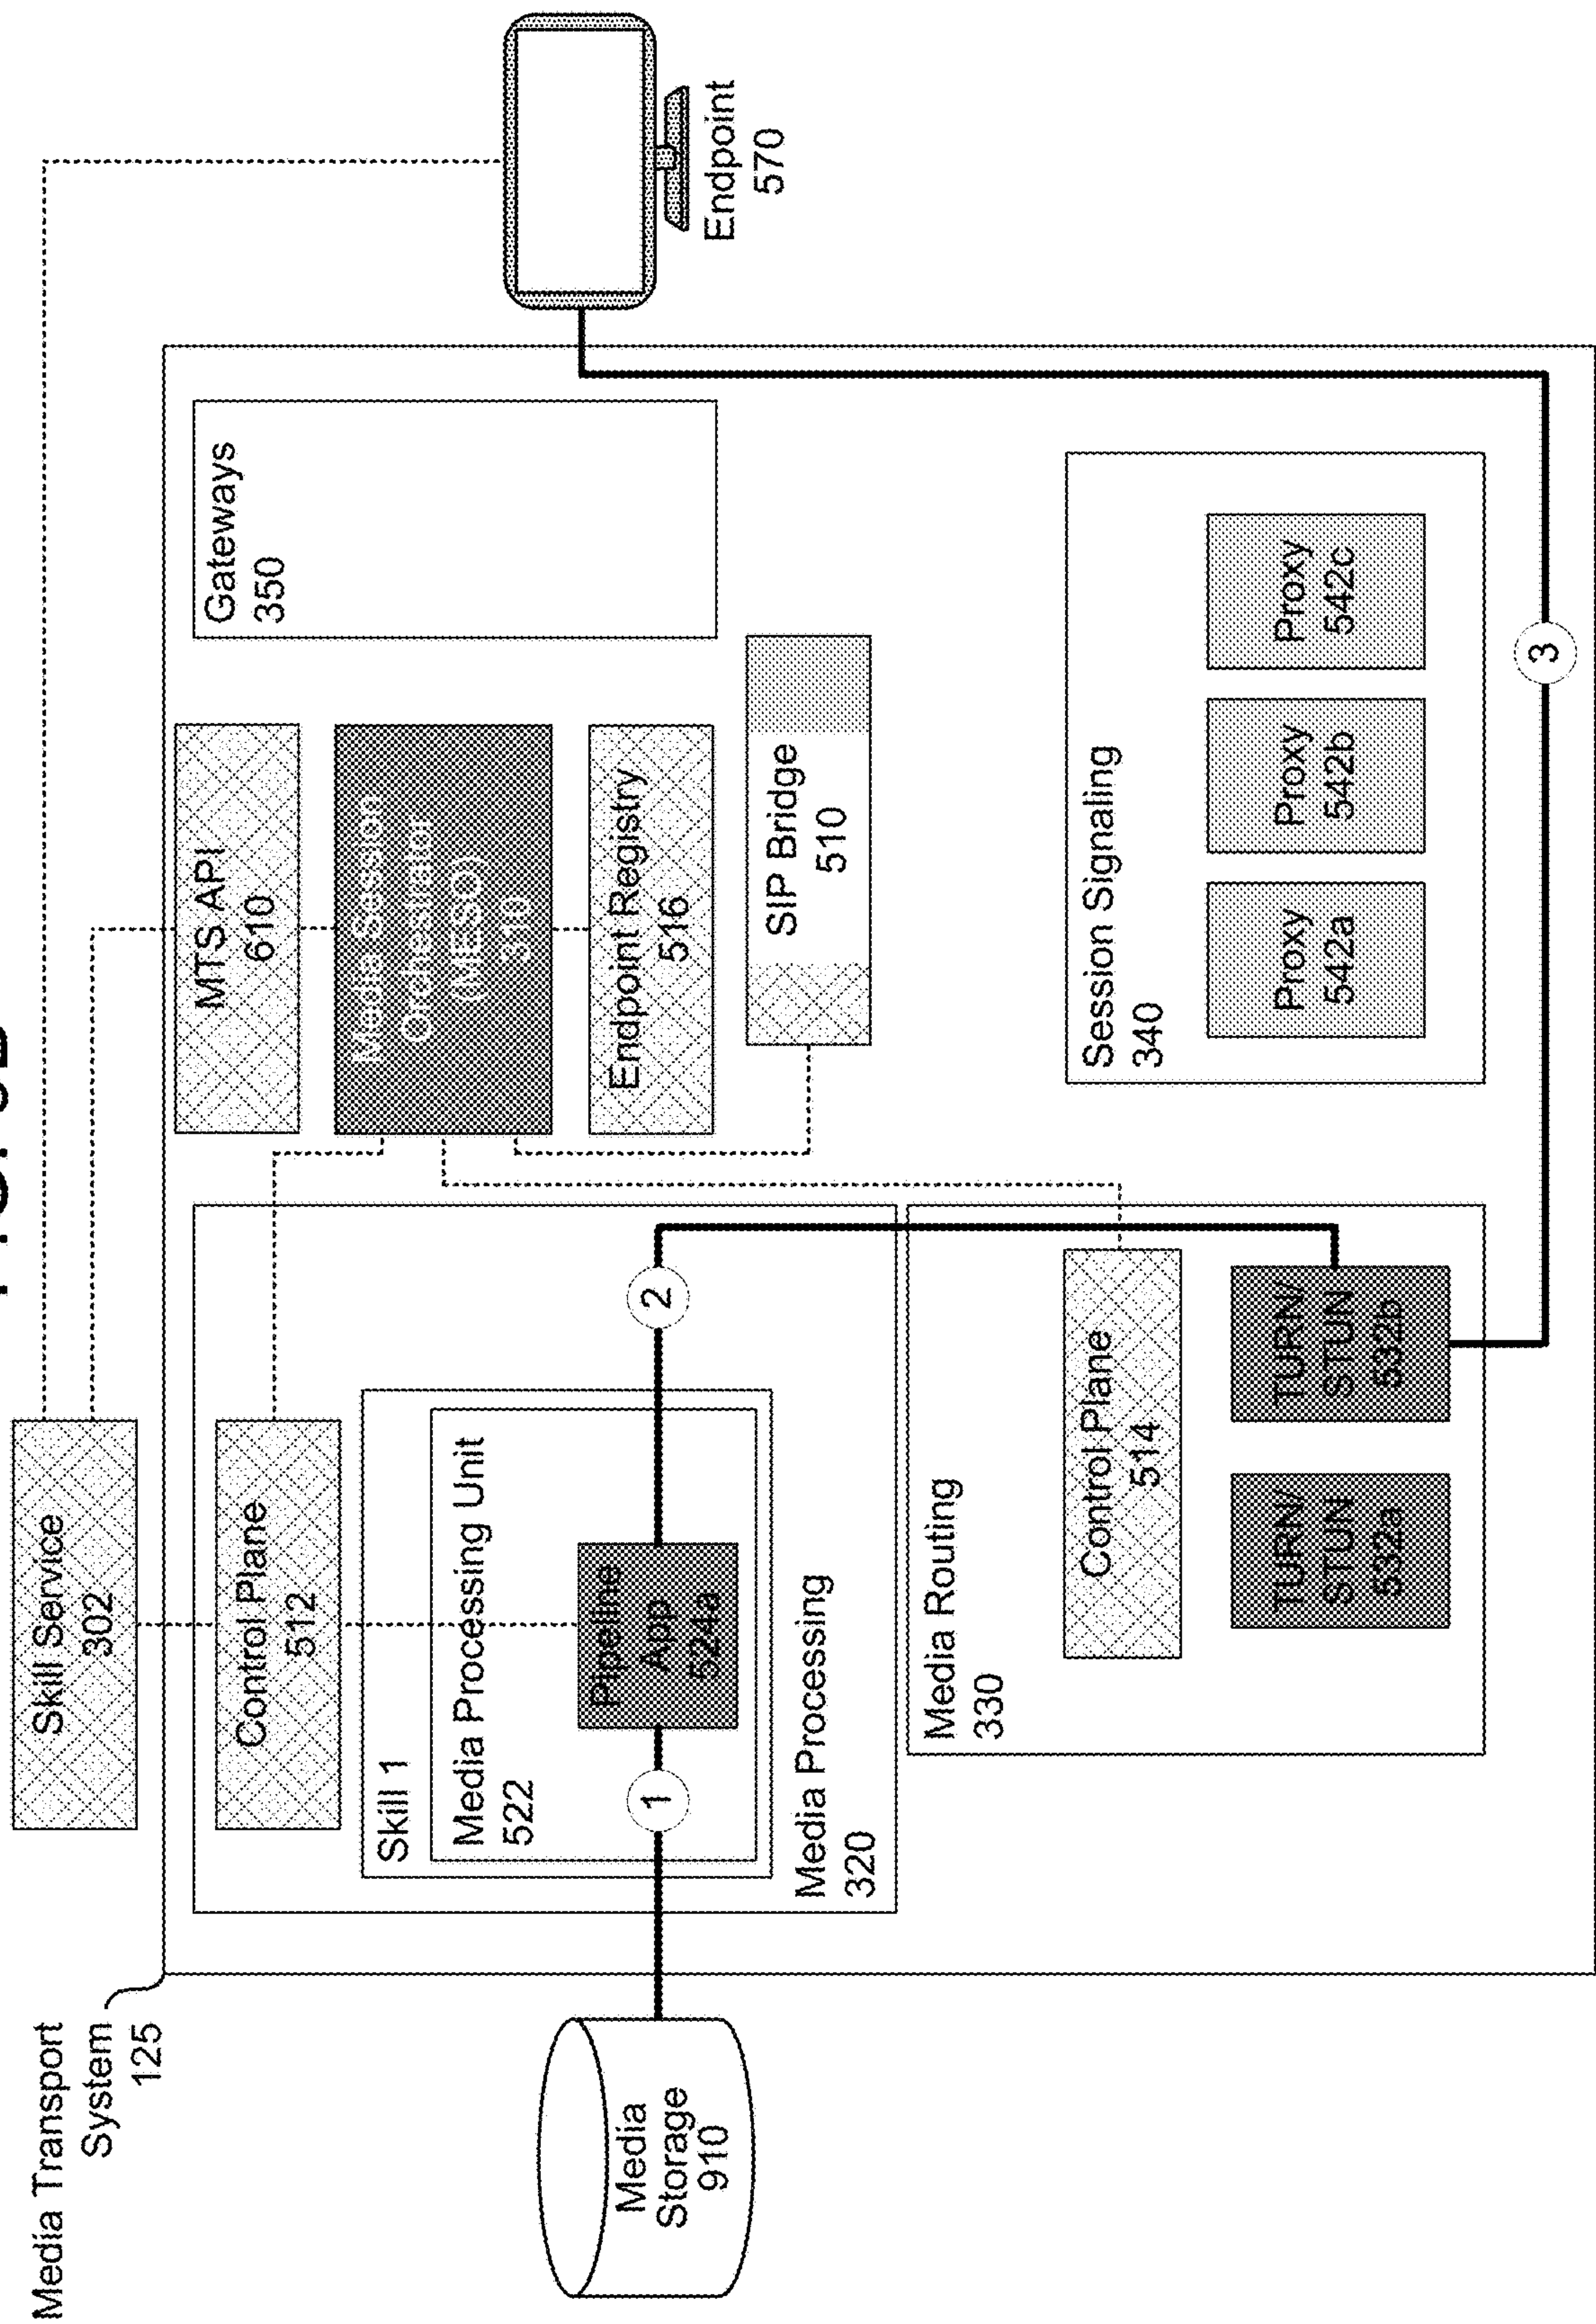 Media Transport
System
125
Skill Service
302
Control Plane
512
MTS API
610
Gateways
350
Skill 1
Media Processing Unit
522
Pipeline
App
524a
Media Session
Orchestrator
(MESO)
510
Endpoint Registry
516
SIP Bridge
510
Endpoint
570
Media
Storage
910
1
2
Media Processing
320
Media Routing
330
Control Plane
514
TURN/
STUN
532a
TURN/
STUN
532b
Session Signaling
340
Proxy
542a
Proxy
542b
Proxy
542c
3